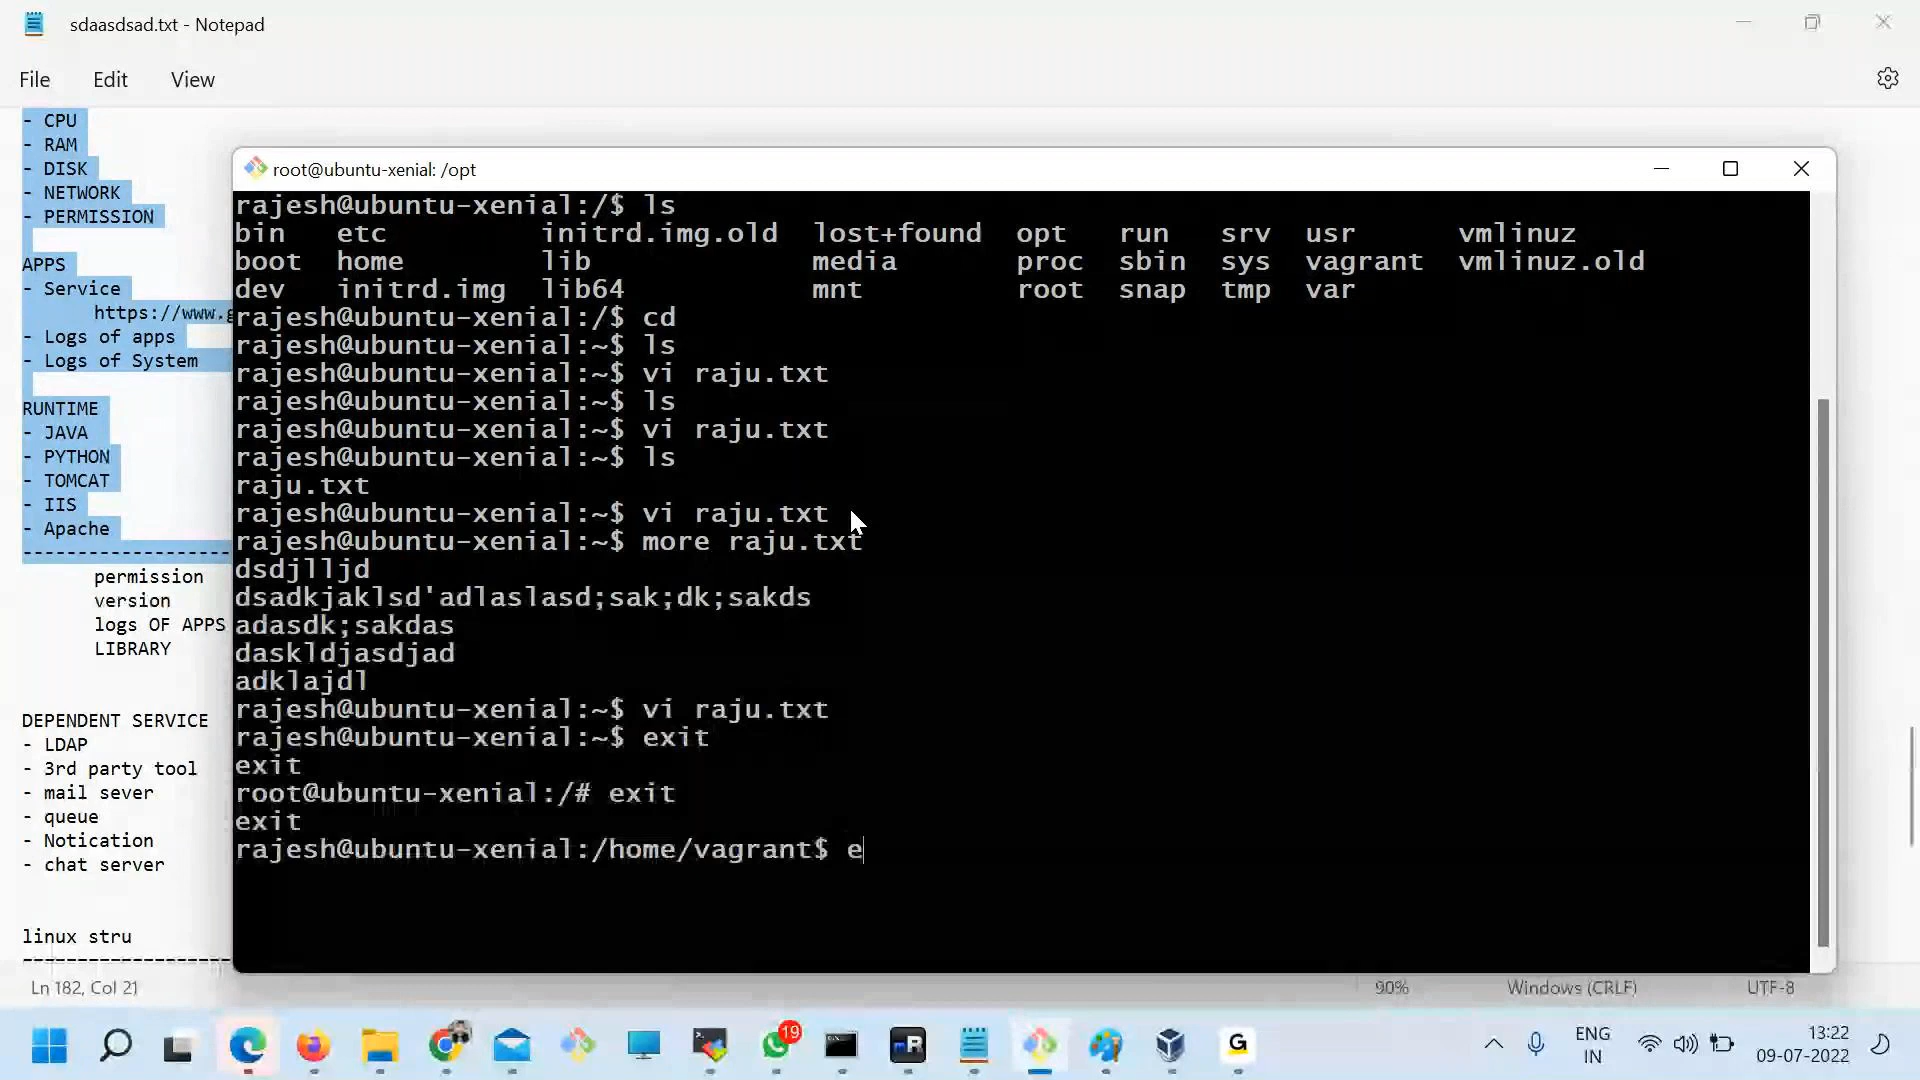 sdaasdsad.txt - Notepad
File Edit View
- CPU
- RAM
- DISK
- NETWORK
- PERMISSION
APPS
- Service
https://www.g
- Logs of apps
- Logs of System
RUNTIME
- JAVA
- PYTHON
- TOMCAT
- IIS
- Apache
-------------------
permission
version
logs OF APPS
LIBRARY
DEPENDENT SERVICE
- LDAP
- 3rd party tool
- mail sever
- queue
- Notication
- chat server
linux stru
-------------------
root@ubuntu-xenial: /opt
rajesh@ubuntu-xenial:/$ ls
bin etc initrd.img.old lost+found opt run srv usr vmlinuz
boot home lib media proc sbin sys vagrant vmlinuz.old
dev initrd.img lib64 mnt root snap tmp var
rajesh@ubuntu-xenial:/$ cd
rajesh@ubuntu-xenial:~$ ls
rajesh@ubuntu-xenial:~$ vi raju.txt
rajesh@ubuntu-xenial:~$ ls
rajesh@ubuntu-xenial:~$ vi raju.txt
rajesh@ubuntu-xenial:~$ ls
raju.txt
rajesh@ubuntu-xenial:~$ vi raju.txt
rajesh@ubuntu-xenial:~$ more raju.txt
dsdjlljd
dsadkjaklsd'adlaslasd;sak;dk;sakds
adasdk;sakdas
daskldjasdjad
adklajdl
rajesh@ubuntu-xenial:~$ vi raju.txt
rajesh@ubuntu-xenial:~$ exit
exit
root@ubuntu-xenial:/# exit
exit
rajesh@ubuntu-xenial:/home/vagrant$ e
Ln 182, Col 21 90% Windows (CRLF) UTF-8
19
mR
G
ENG
IN
13:22
09-07-2022